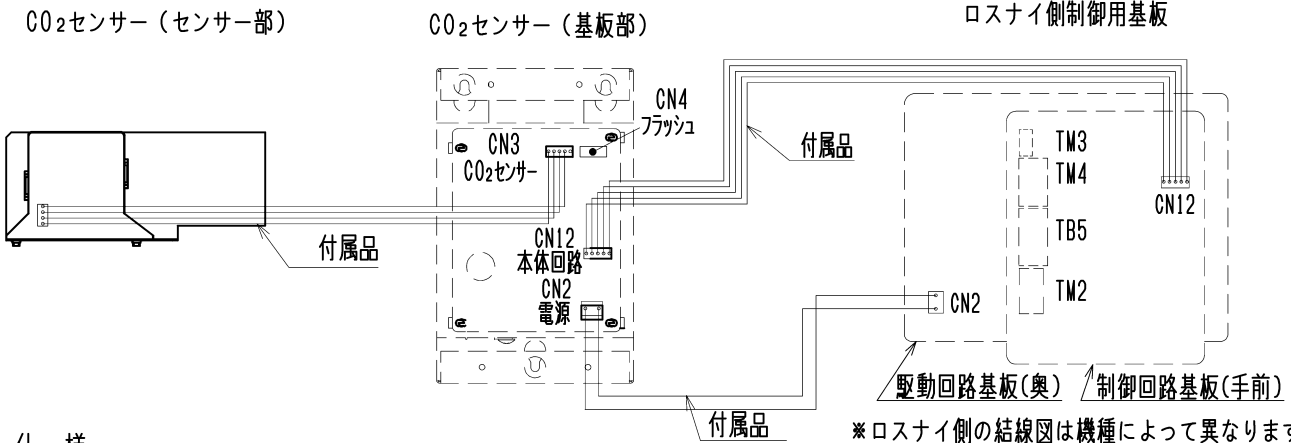 CO₂センサー（センサー部）
CO₂センサー（基板部）
ロスナイ側制御用基板
CN4
フラッシュ
CN3
CO₂センサー
付属品
TM3
TM4
CN12
TB5
付属品
CN12
本体回路
CN2
電源
TM2
CN2
駆動回路基板(奥)
制御回路基板(手前)
付属品
※ロスナイ側の結線図は機種によって異なります